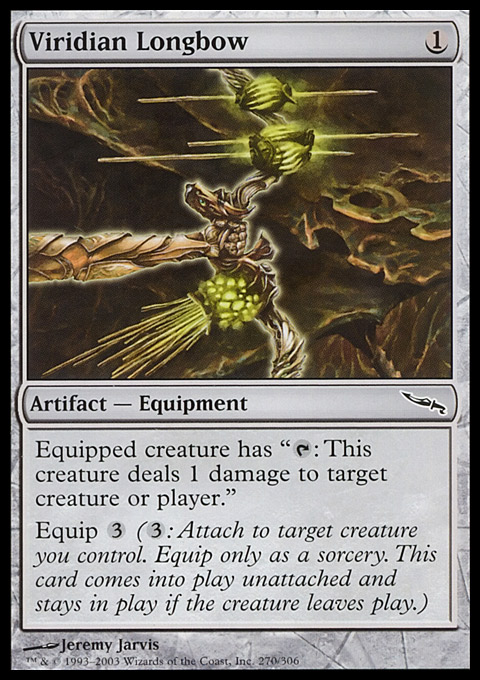 Viridian Longbow 1
Artifact — Equipment
Equipped creature has “: This
creature deals 1 damage to target
creature or player.”
Equip 3 (3: Attach to target creature
you control. Equip only as a sorcery. This
card comes into play unattached and
stays in play if the creature leaves play.)
Jeremy Jarvis
™ & © 1993–2003 Wizards of the Coast, Inc. 270/306